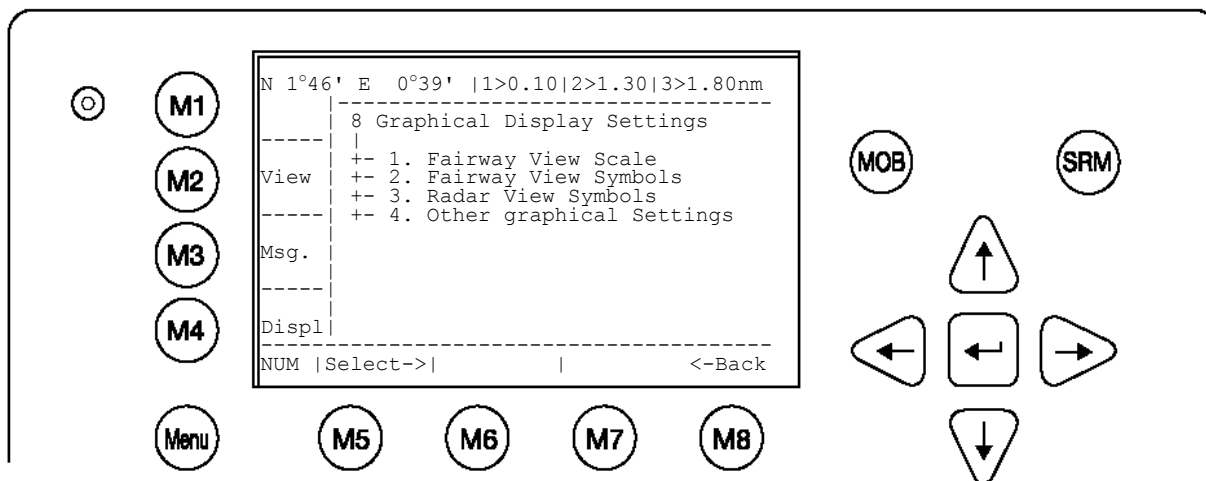 N 1°46' E 0°39' |1>0.10|2>1.30|3>1.80nm
M1
8 Graphical Display Settings
+- 1. Fairway View Scale
MOB
SRM
M2
View
+- 2. Fairway View Symbols
+- 3. Radar View Symbols
+- 4. Other graphical Settings
M3
Msg.
M4
Displ
NUM |Select->| | <-Back
Menu
M5
M6
M7
M8